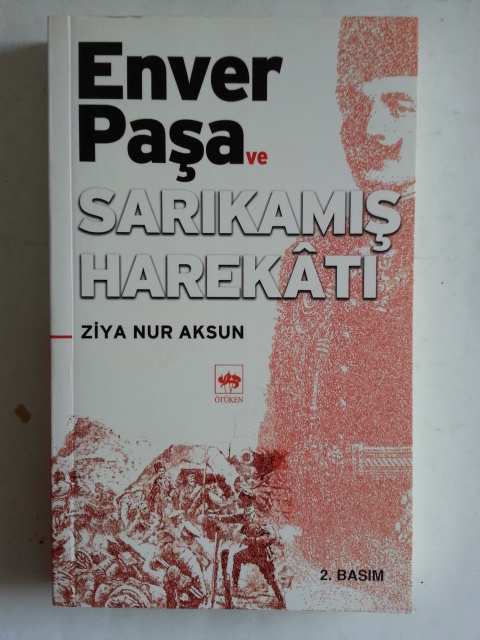 Enver
Paşa ve
SARIKAMIŞ
HAREKÂTI
ZİYA NUR AKSUN
ÖTÜKEN
2. BASIM